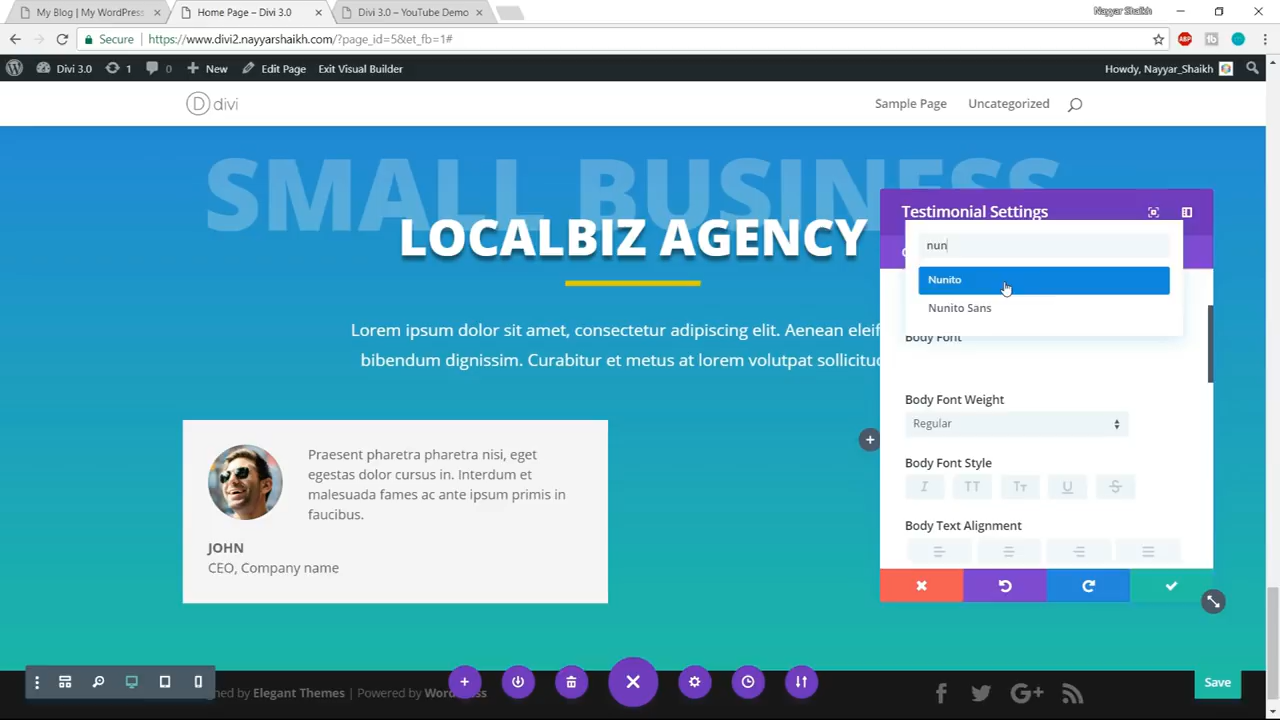 My Blog | My WordPress
Home Page – Divi 3.0
Divi 3.0 – YouTube Demo
Nayyar Shaikh
Secure
https://www.divi2.nayyarshaikh.com/?page_id=5&et_fb=1#
ABP
Divi 3.0
1
0
New
Edit Page
Exit Visual Builder
Howdy, Nayyar_Shaikh
D divi
Sample Page
Uncategorized
SMALL BUSINESS
LOCALBIZ AGENCY
Lorem ipsum dolor sit amet, consectetur adipiscing elit. Aenean eleif
bibendum dignissim. Curabitur et metus at lorem volutpat sollicitud
Praesent pharetra pharetra nisi, eget
egestas dolor cursus in. Interdum et
malesuada fames ac ante ipsum primis in
faucibus.
JOHN
CEO, Company name
Testimonial Settings
nun
Nunito
Nunito Sans
Body Font
Body Font Weight
Regular
Body Font Style
I TT Tт U S
Body Text Alignment
gned by Elegant Themes | Powered by WordPress
Save